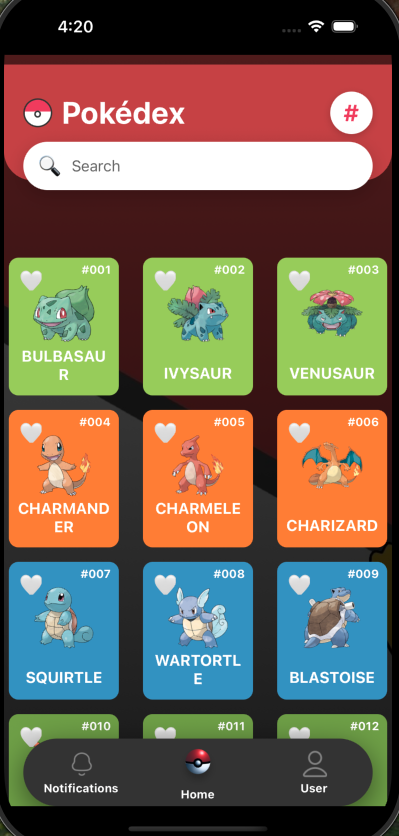 4:20
Pokédex
#
Search
#001
#002
#003
BULBASAU
R
IVYSAUR
VENUSAUR
#004
#005
#006
CHARMAND
ER
CHARMELE
ON
CHARIZARD
#007
#008
#009
SQUIRTLE
WARTORTL
E
BLASTOISE
#010
#011
#012
Notifications
Home
User